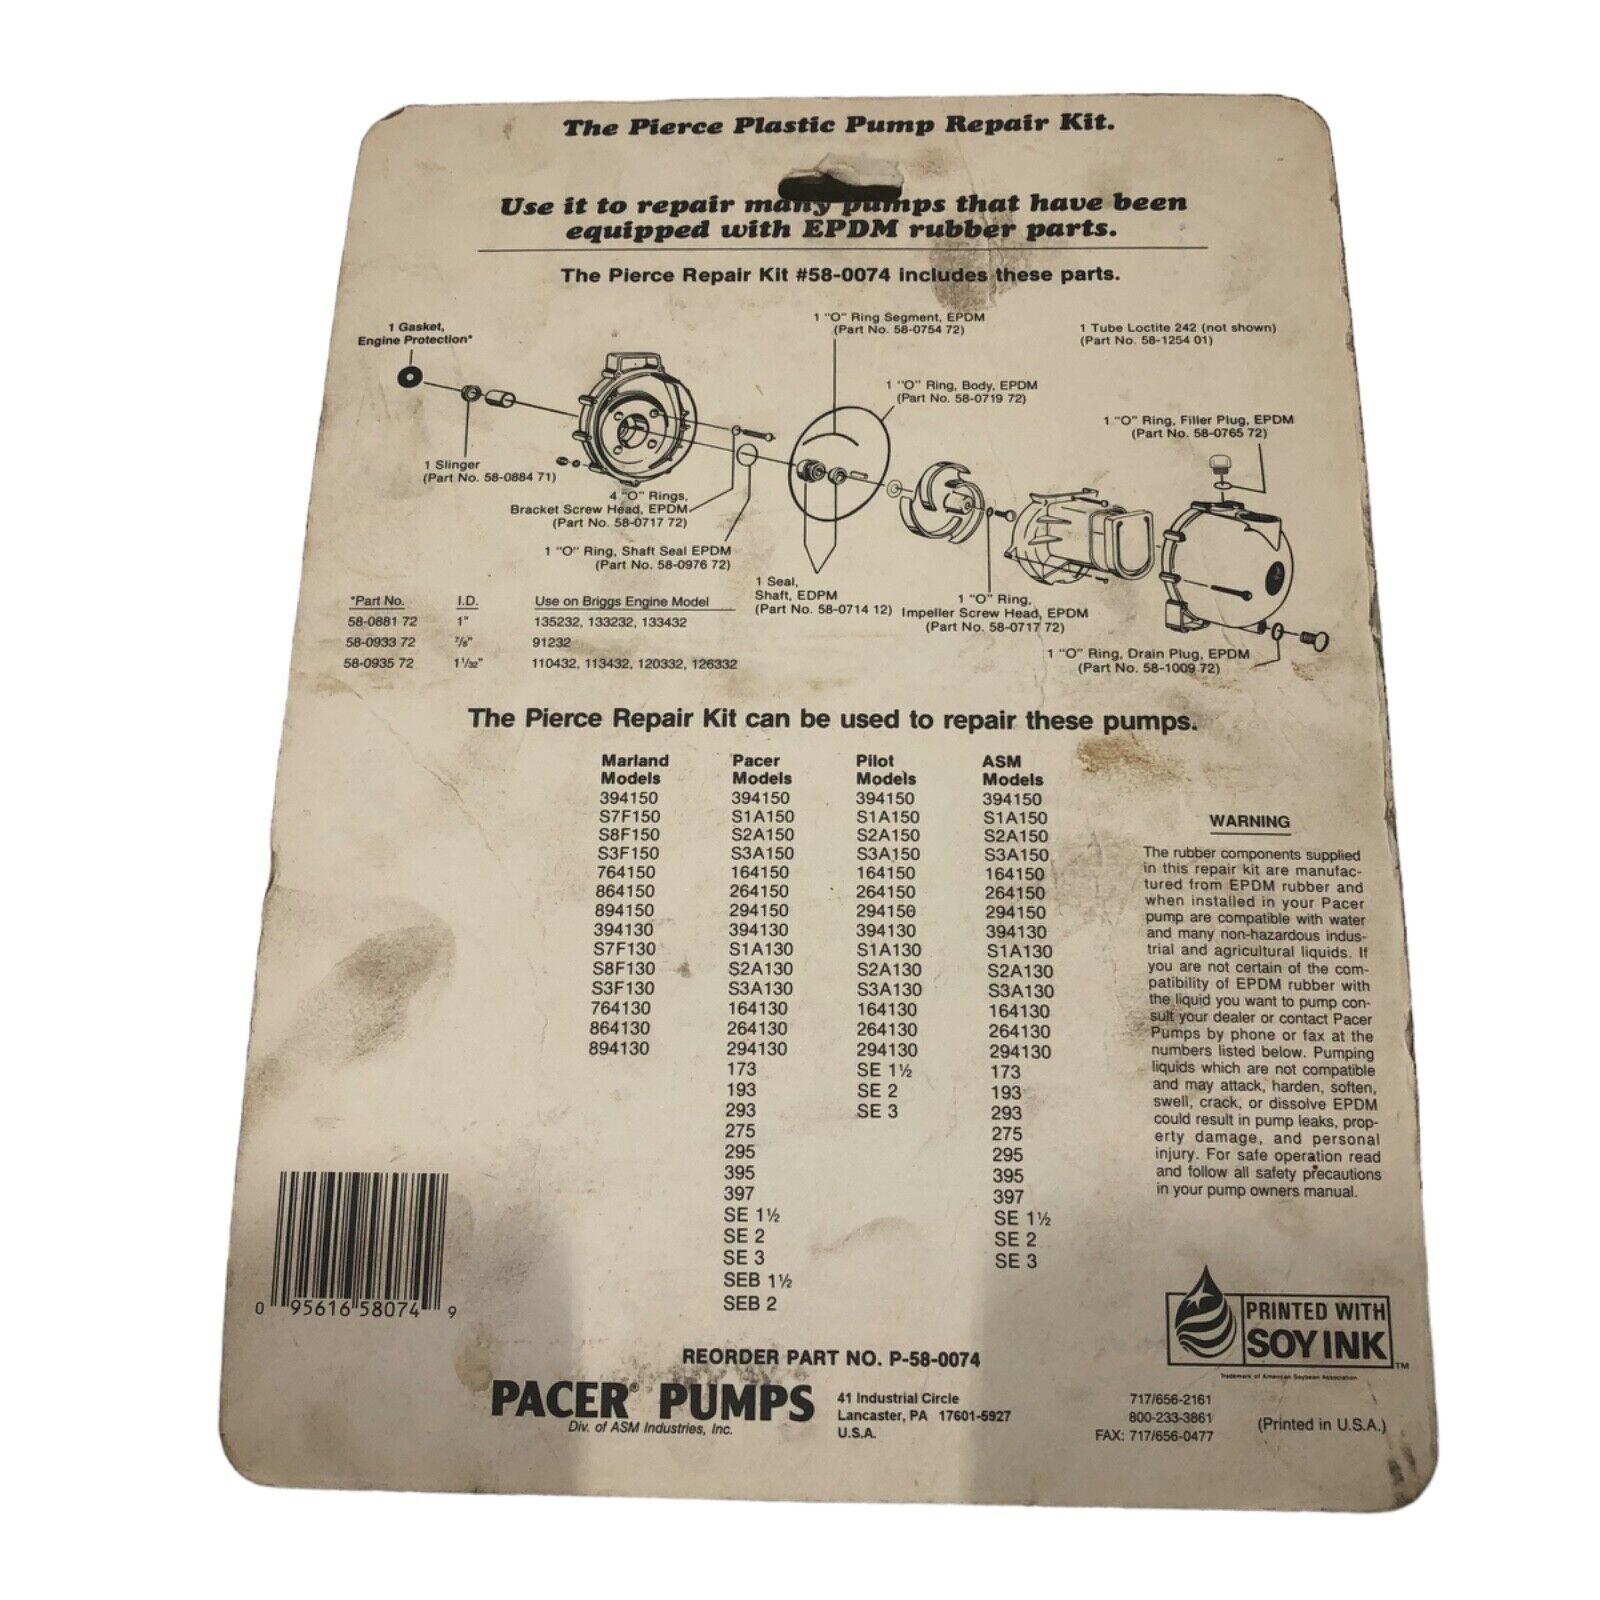 The Pierce Plastic Pump Repair Kit.
Use it to repair many pumps that have been
equipped with EPDM rubber parts.
The Pierce Repair Kit #58-0074 includes these parts.
1 Gasket,
Engine Protection*
1 "O" Ring Segment, EPDM
(Part No. 58-0754 72)
1 Tube Loctite 242 (not shown)
(Part No. 58-1254 01)
1 "O" Ring, Body, EPDM
(Part No. 58-0719 72)
1 "O" Ring, Filler Plug, EPDM
(Part No. 58-0765 72)
1 Slinger
(Part No. 58-0884 71)
4 "O" Rings,
Bracket Screw Head, EPDM
(Part No. 58-0717 72)
1 "O" Ring, Shaft Seal EPDM
(Part No. 58-0976 72)
1 Seal,
Shaft, EDPM
(Part No. 58-0714 12)
1 "O" Ring,
Impeller Screw Head, EPDM
(Part No. 58-0717 72)
1 "O" Ring, Drain Plug, EPDM
(Part No. 58-1009 72)
*Part No. I.D. Use on Briggs Engine Model
58-0881 72 1" 135232, 133232, 133432
58-0933 72 7/8" 91232
58-0935 72 1 1/32" 110432, 113432, 120332, 126332
The Pierce Repair Kit can be used to repair these pumps.
Marland Pacer Pilot ASM
Models Models Models Models
394150 394150 394150 394150
S7F150 S1A150 S1A150 S1A150
S8F150 S2A150 S2A150 S2A150
S3F150 S3A150 S3A150 S3A150
764150 164150 164150 164150
864150 264150 264150 264150
894150 294150 294150 294150
394130 394130 394130 394130
S7F130 S1A130 S1A130 S1A130
S8F130 S2A130 S2A130 S2A130
S3F130 S3A130 S3A130 S3A130
764130 164130 164130 164130
864130 264130 264130 264130
894130 294130 294130 294130
173 SE 1½ 173
193 SE 2 193
293 SE 3 293
275 275
295 295
395 395
397 397
SE 1½ SE 1½
SE 2 SE 2
SE 3 SE 3
SEB 1½
SEB 2
WARNING
The rubber components supplied
in this repair kit are manufac-
tured from EPDM rubber and
when installed in your Pacer
pump are compatible with water
and many non-hazardous indus-
trial and agricultural liquids. If
you are not certain of the com-
patibility of EPDM rubber with
the liquid you want to pump con-
sult your dealer or contact Pacer
Pumps by phone or fax at the
numbers listed below. Pumping
liquids which are not compatible
and may attack, harden, soften,
swell, crack, or dissolve EPDM
could result in pump leaks, prop-
erty damage, and personal
injury. For safe operation read
and follow all safety precautions
in your pump owners manual.
0 95616 58074 9
PRINTED WITH
SOY INK™
Trademark of American Soybean Association
REORDER PART NO. P-58-0074
PACER® PUMPS
Div. of ASM Industries, Inc.
41 Industrial Circle
Lancaster, PA 17601-5927
U.S.A.
717/656-2161
800-233-3861
FAX: 717/656-0477
(Printed in U.S.A.)